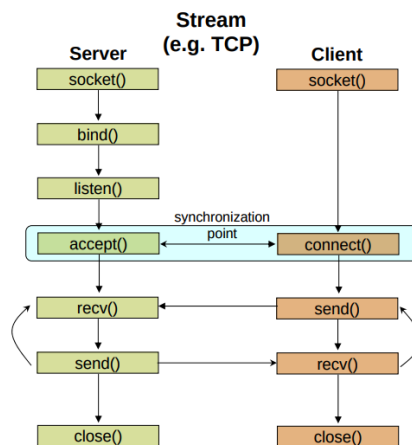 Stream
(e.g. TCP)
Server
Client
socket()
socket()
bind()
listen()
synchronization
point
accept()
connect()
recv()
send()
send()
recv()
close()
close()